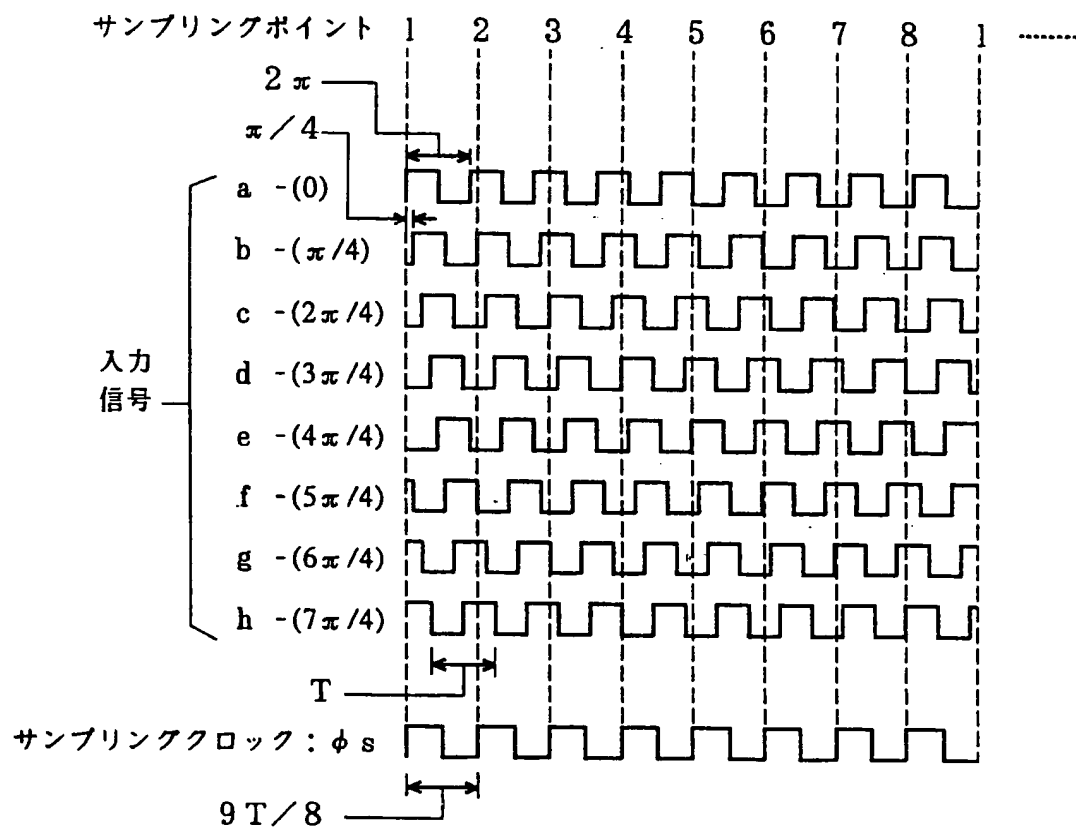 サンプリングポイント 1 2 3 4 5 6 7 8 1 ………
2π
π/4
a -(0)
b -(π/4)
c -(2π/4)
入力
信号
d -(3π/4)
e -(4π/4)
f -(5π/4)
g -(6π/4)
h -(7π/4)
T
サンプリングクロック:φs
9T/8